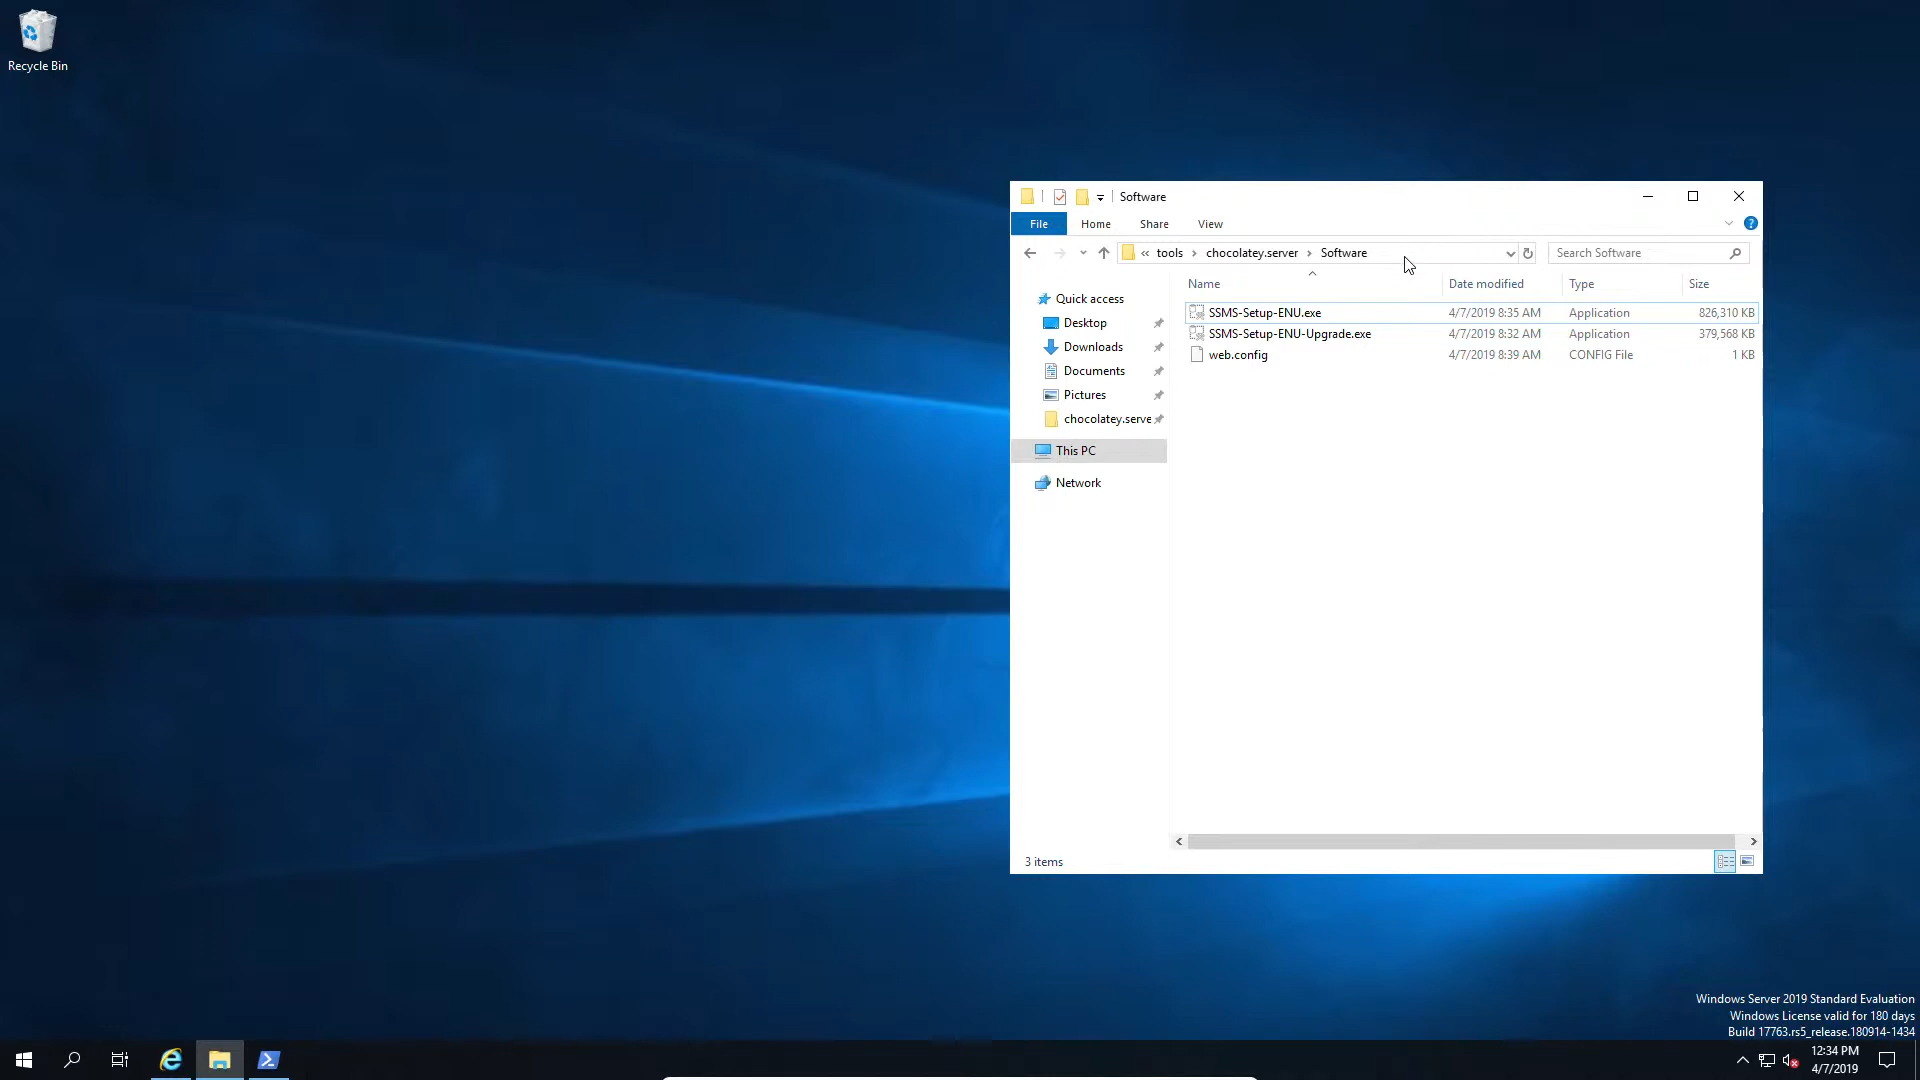 Recycle Bin
Software
File Home Share View
« tools › chocolatey.server › Software
Search Software
Name Date modified Type Size
Quick access
Desktop
Downloads
Documents
Pictures
chocolatey.serve
This PC
Network
SSMS-Setup-ENU.exe 4/7/2019 8:35 AM Application 826,310 KB
SSMS-Setup-ENU-Upgrade.exe 4/7/2019 8:32 AM Application 379,568 KB
web.config 4/7/2019 8:39 AM CONFIG File 1 KB
3 items
Windows Server 2019 Standard Evaluation
Windows License valid for 180 days
Build 17763.rs5_release.180914-1434
12:34 PM
4/7/2019